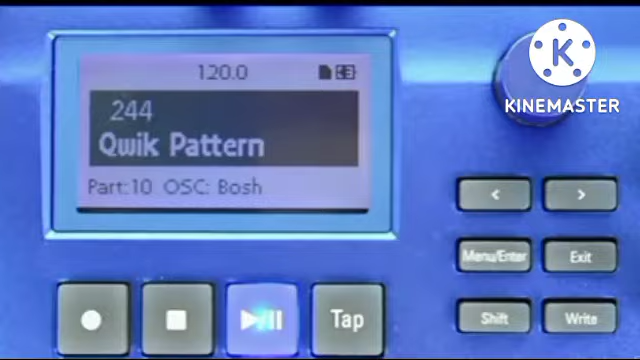 120.0
244
Qwik Pattern
Part:10 OSC: Bosh
K
KINEMASTER
< >
Menu/Enter Exit
Tap
Shift Write